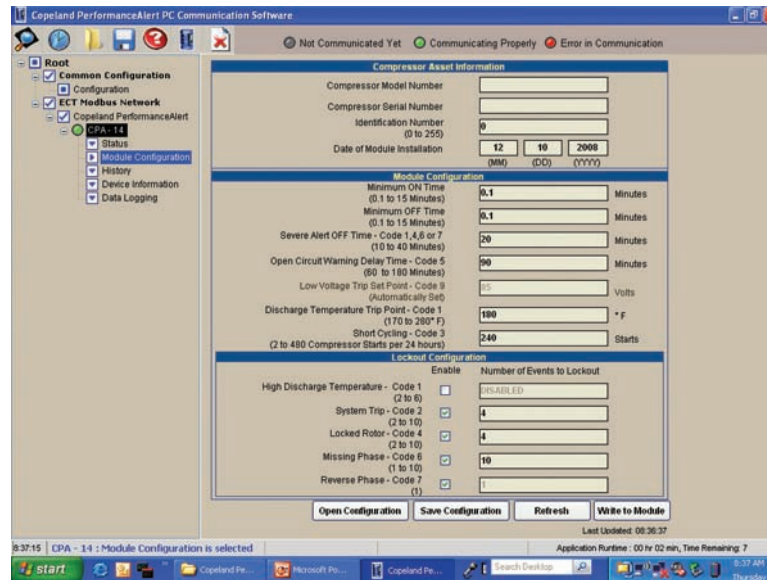 Copeland PerformanceAlert PC Communication Software
Not Communicated Yet
Communicating Properly
Error in Communication
Root
Common Configuration
Configuration
ECT Modbus Network
Copeland PerformanceAlert
CPA - 14
Status
Module Configuration
History
Device Information
Data Logging
Compressor Asset Information
Compressor Model Number
Compressor Serial Number
Identification Number (0 to 255) 0
Date of Module Installation 12 10 2008
(MM) (DD) (YYYY)
Module Configuration
Minimum ON Time (0.1 to 15 Minutes) 0.1 Minutes
Minimum OFF Time (0.1 to 15 Minutes) 0.1 Minutes
Severe Alert OFF Time - Code 1,4,6 or 7 (10 to 40 Minutes) 20 Minutes
Open Circuit Warning Delay Time - Code 5 (60 to 180 Minutes) 90 Minutes
Low Voltage Trip Set Point - Code 9 (Automatically Set) 85 Volts
Discharge Temperature Trip Point - Code 1 (170 to 280° F) 180 ° F
Short Cycling - Code 3 (2 to 480 Compressor Starts per 24 hours) 240 Starts
Lockout Configuration
Enable Number of Events to Lockout
High Discharge Temperature - Code 1 (2 to 6) DISABLED
System Trip - Code 2 (2 to 10) 4
Locked Rotor - Code 4 (2 to 10) 4
Missing Phase - Code 6 (1 to 10) 10
Reverse Phase - Code 7 (1) 1
Open Configuration
Save Configuration
Refresh
Write to Module
Last Updated: 08:36:37
8:37:15
CPA - 14 : Module Configuration is selected
Application Runtime : 00 hr 02 min, Time Remaining: 7
start
Copeland Pe...
Microsoft Po...
Copeland Pe...
Search Desktop
8:37 AM
Thursday